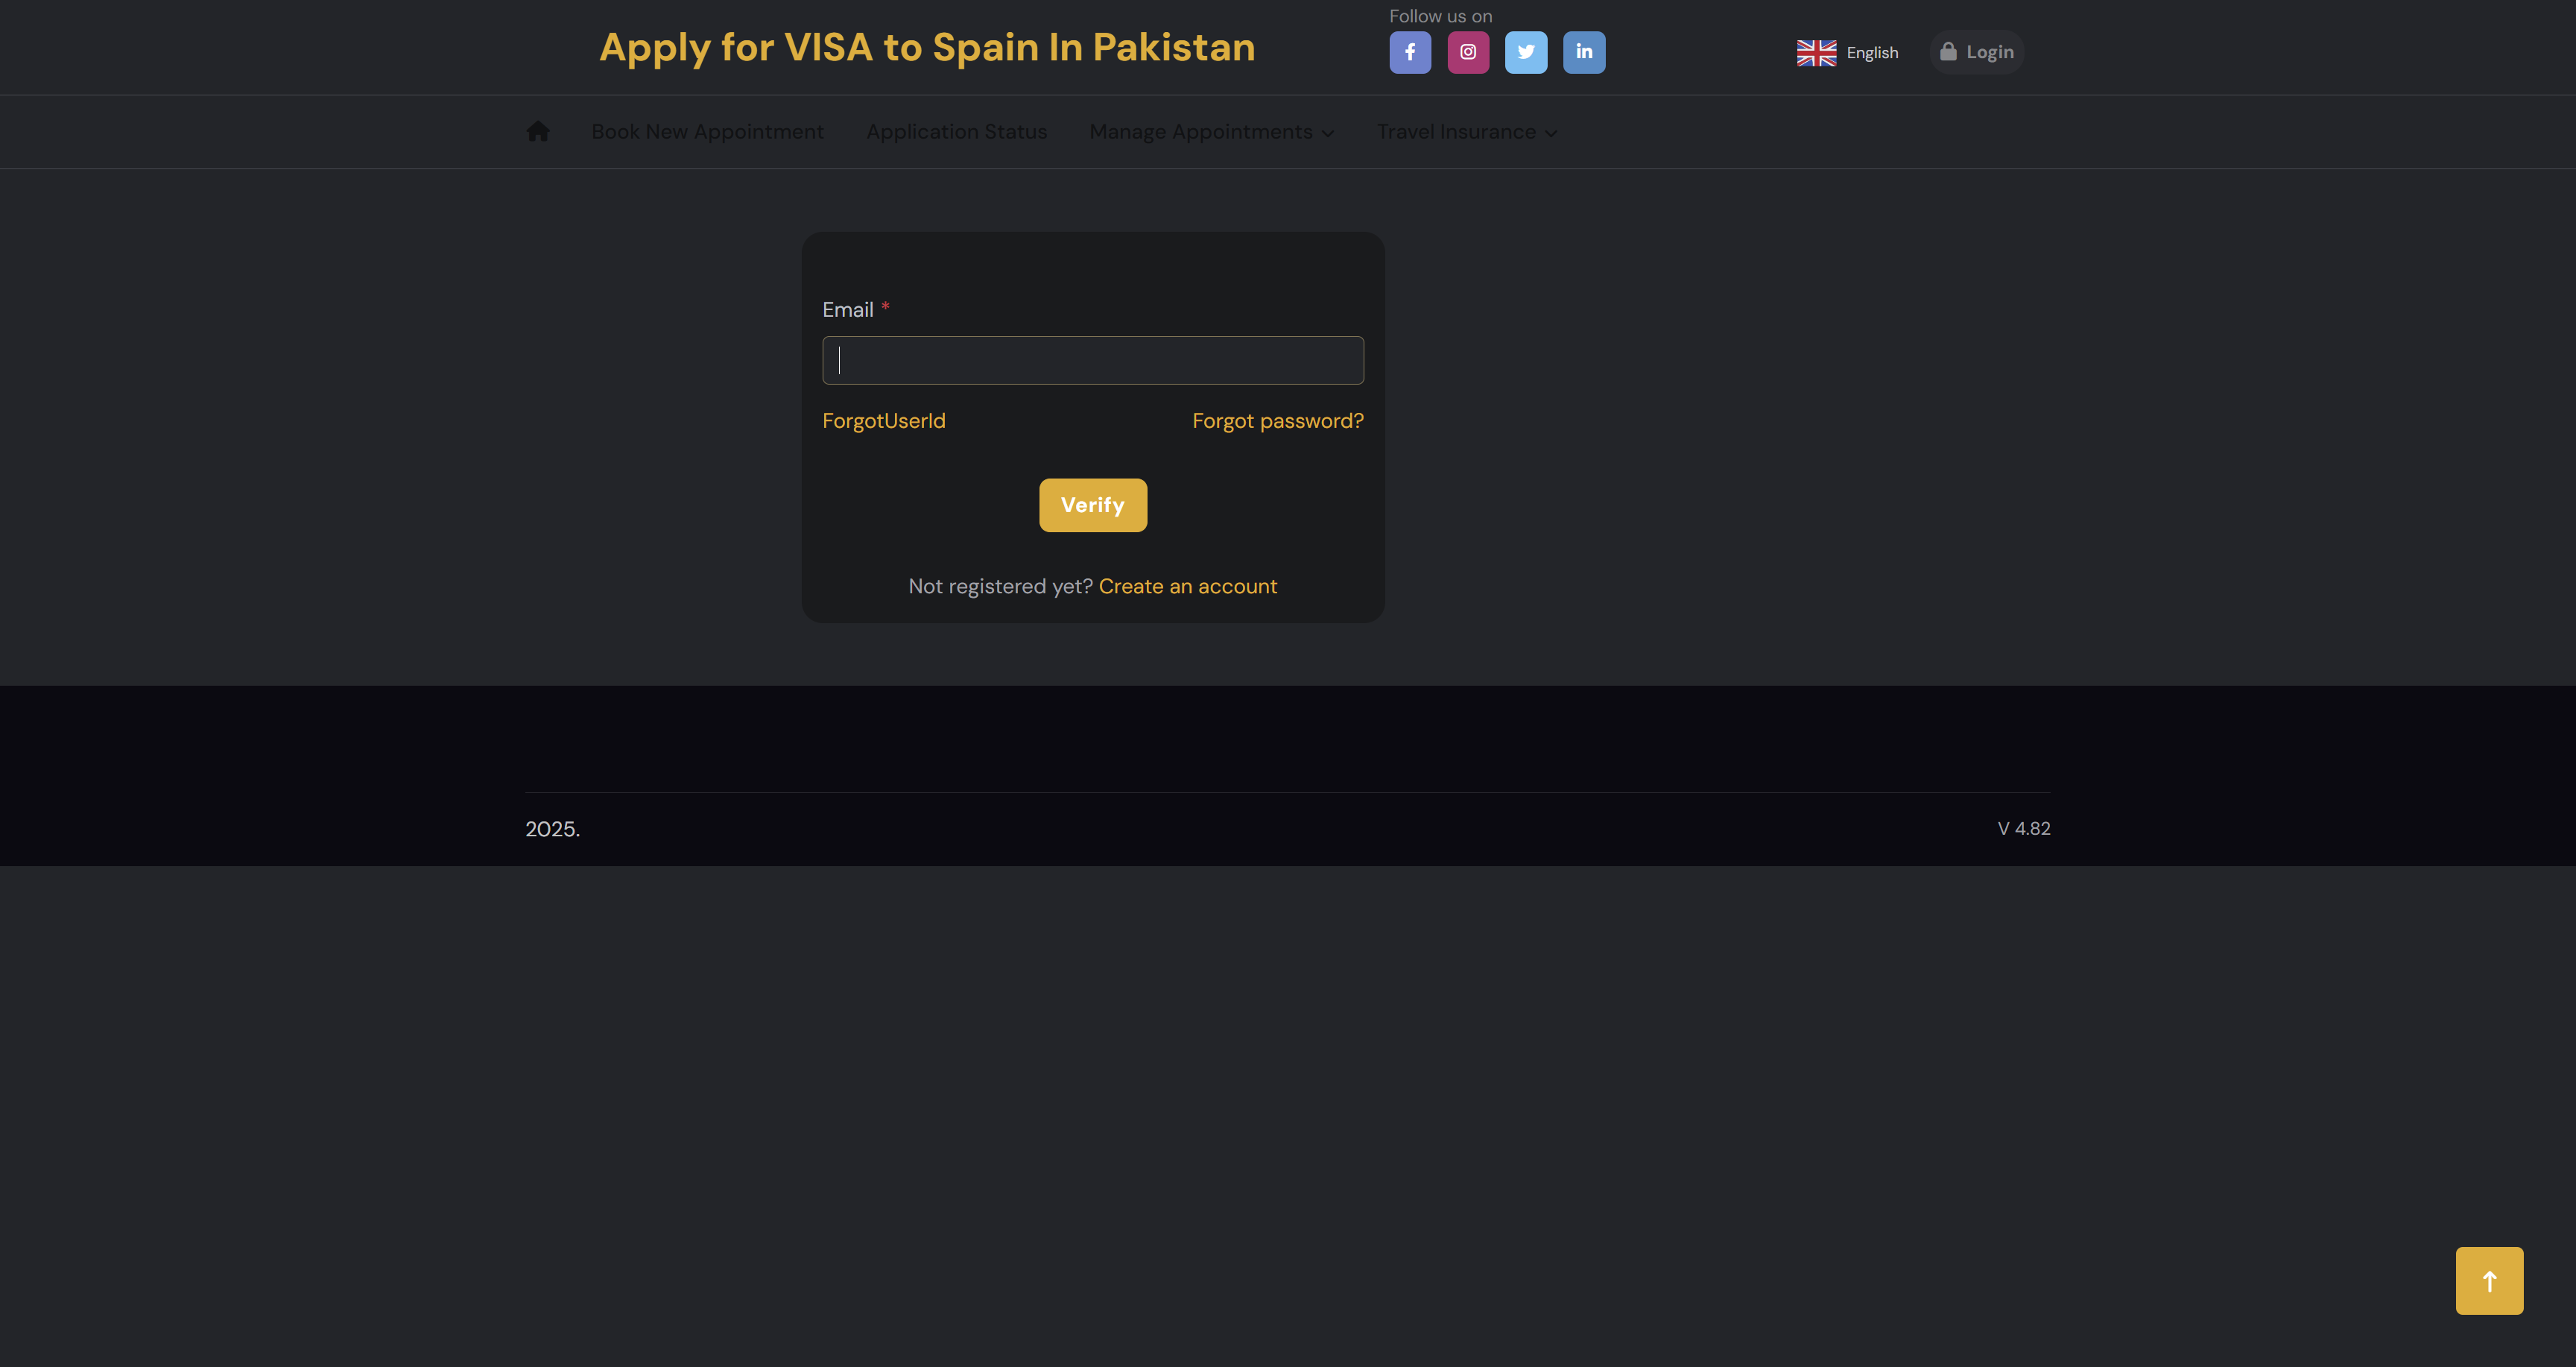 Follow us on
Apply for VISA to Spain In Pakistan
English
Login
Book New Appointment
Application Status
Manage Appointments
Travel Insurance
Email *
ForgotUserId
Forgot password?
Verify
Not registered yet? Create an account
2025.
V 4.82